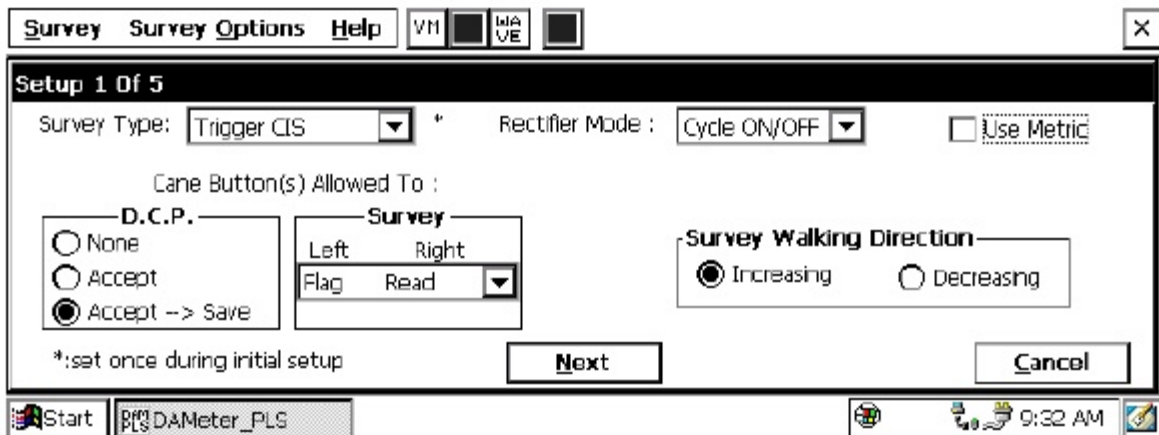 Survey Survey Options Help VM WAVE
Setup 1 Of 5
Survey Type: Trigger CIS * Rectifier Mode : Cycle ON/OFF Use Metric
Cane Button(s) Allowed To :
D.C.P. Survey
None
Left Right
Survey Walking Direction
Accept
Flag Read
Increasing Decreasing
Accept --> Save
*:set once during initial setup Next Cancel
Start DAMeter_PLS 9:32 AM